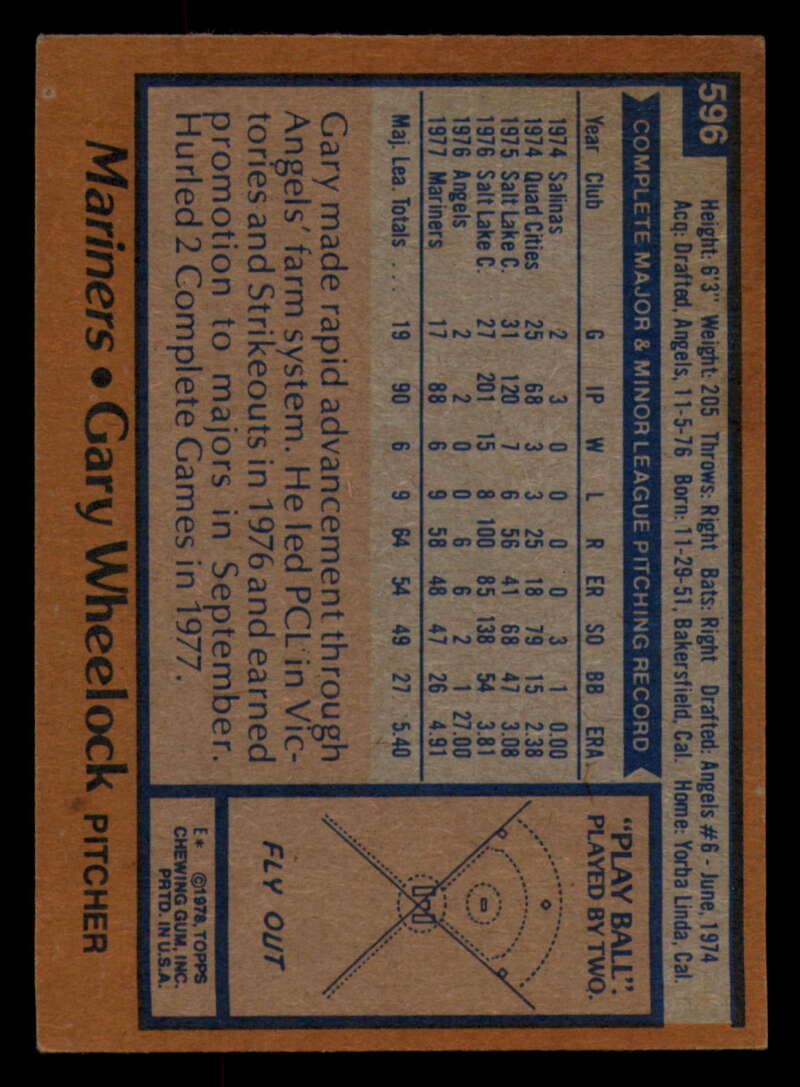 596
Height: 6'3" Weight: 205 Throws: Right Bats: Right Drafted: Angels #6 - June, 1974
Acq: Drafted, Angels, 11-5-76 Born: 11-29-51, Bakersfield, Cal. Home: Yorba Linda, Cal.
COMPLETE MAJOR & MINOR LEAGUE PITCHING RECORD
Year Club G IP W L R ER SO BB ERA
1974 Salinas 2 3 0 0 0 0 3 1 0.00
1974 Quad Cities 25 68 3 3 25 18 79 15 2.38
1975 Salt Lake C. 31 120 7 6 56 41 68 47 3.08
1976 Salt Lake C. 27 201 15 8 100 85 138 54 3.81
1976 Angels 2 2 0 0 6 6 2 1 27.00
1977 Mariners 17 88 6 9 58 48 47 26 4.91
Maj. Lea. Totals .... 19 90 6 9 64 54 49 27 5.40
Gary made rapid advancement through
Angels' farm system. He led PCL in Vic-
tories and Strikeouts in 1976 and earned
promotion to majors in September.
Hurled 2 Complete Games in 1977.
"PLAY BALL":
PLAYED BY TWO.
FLY OUT
E* ©1978, TOPPS
CHEWING GUM, INC.
PRTD. IN U.S.A.
Mariners • Gary Wheelock PITCHER